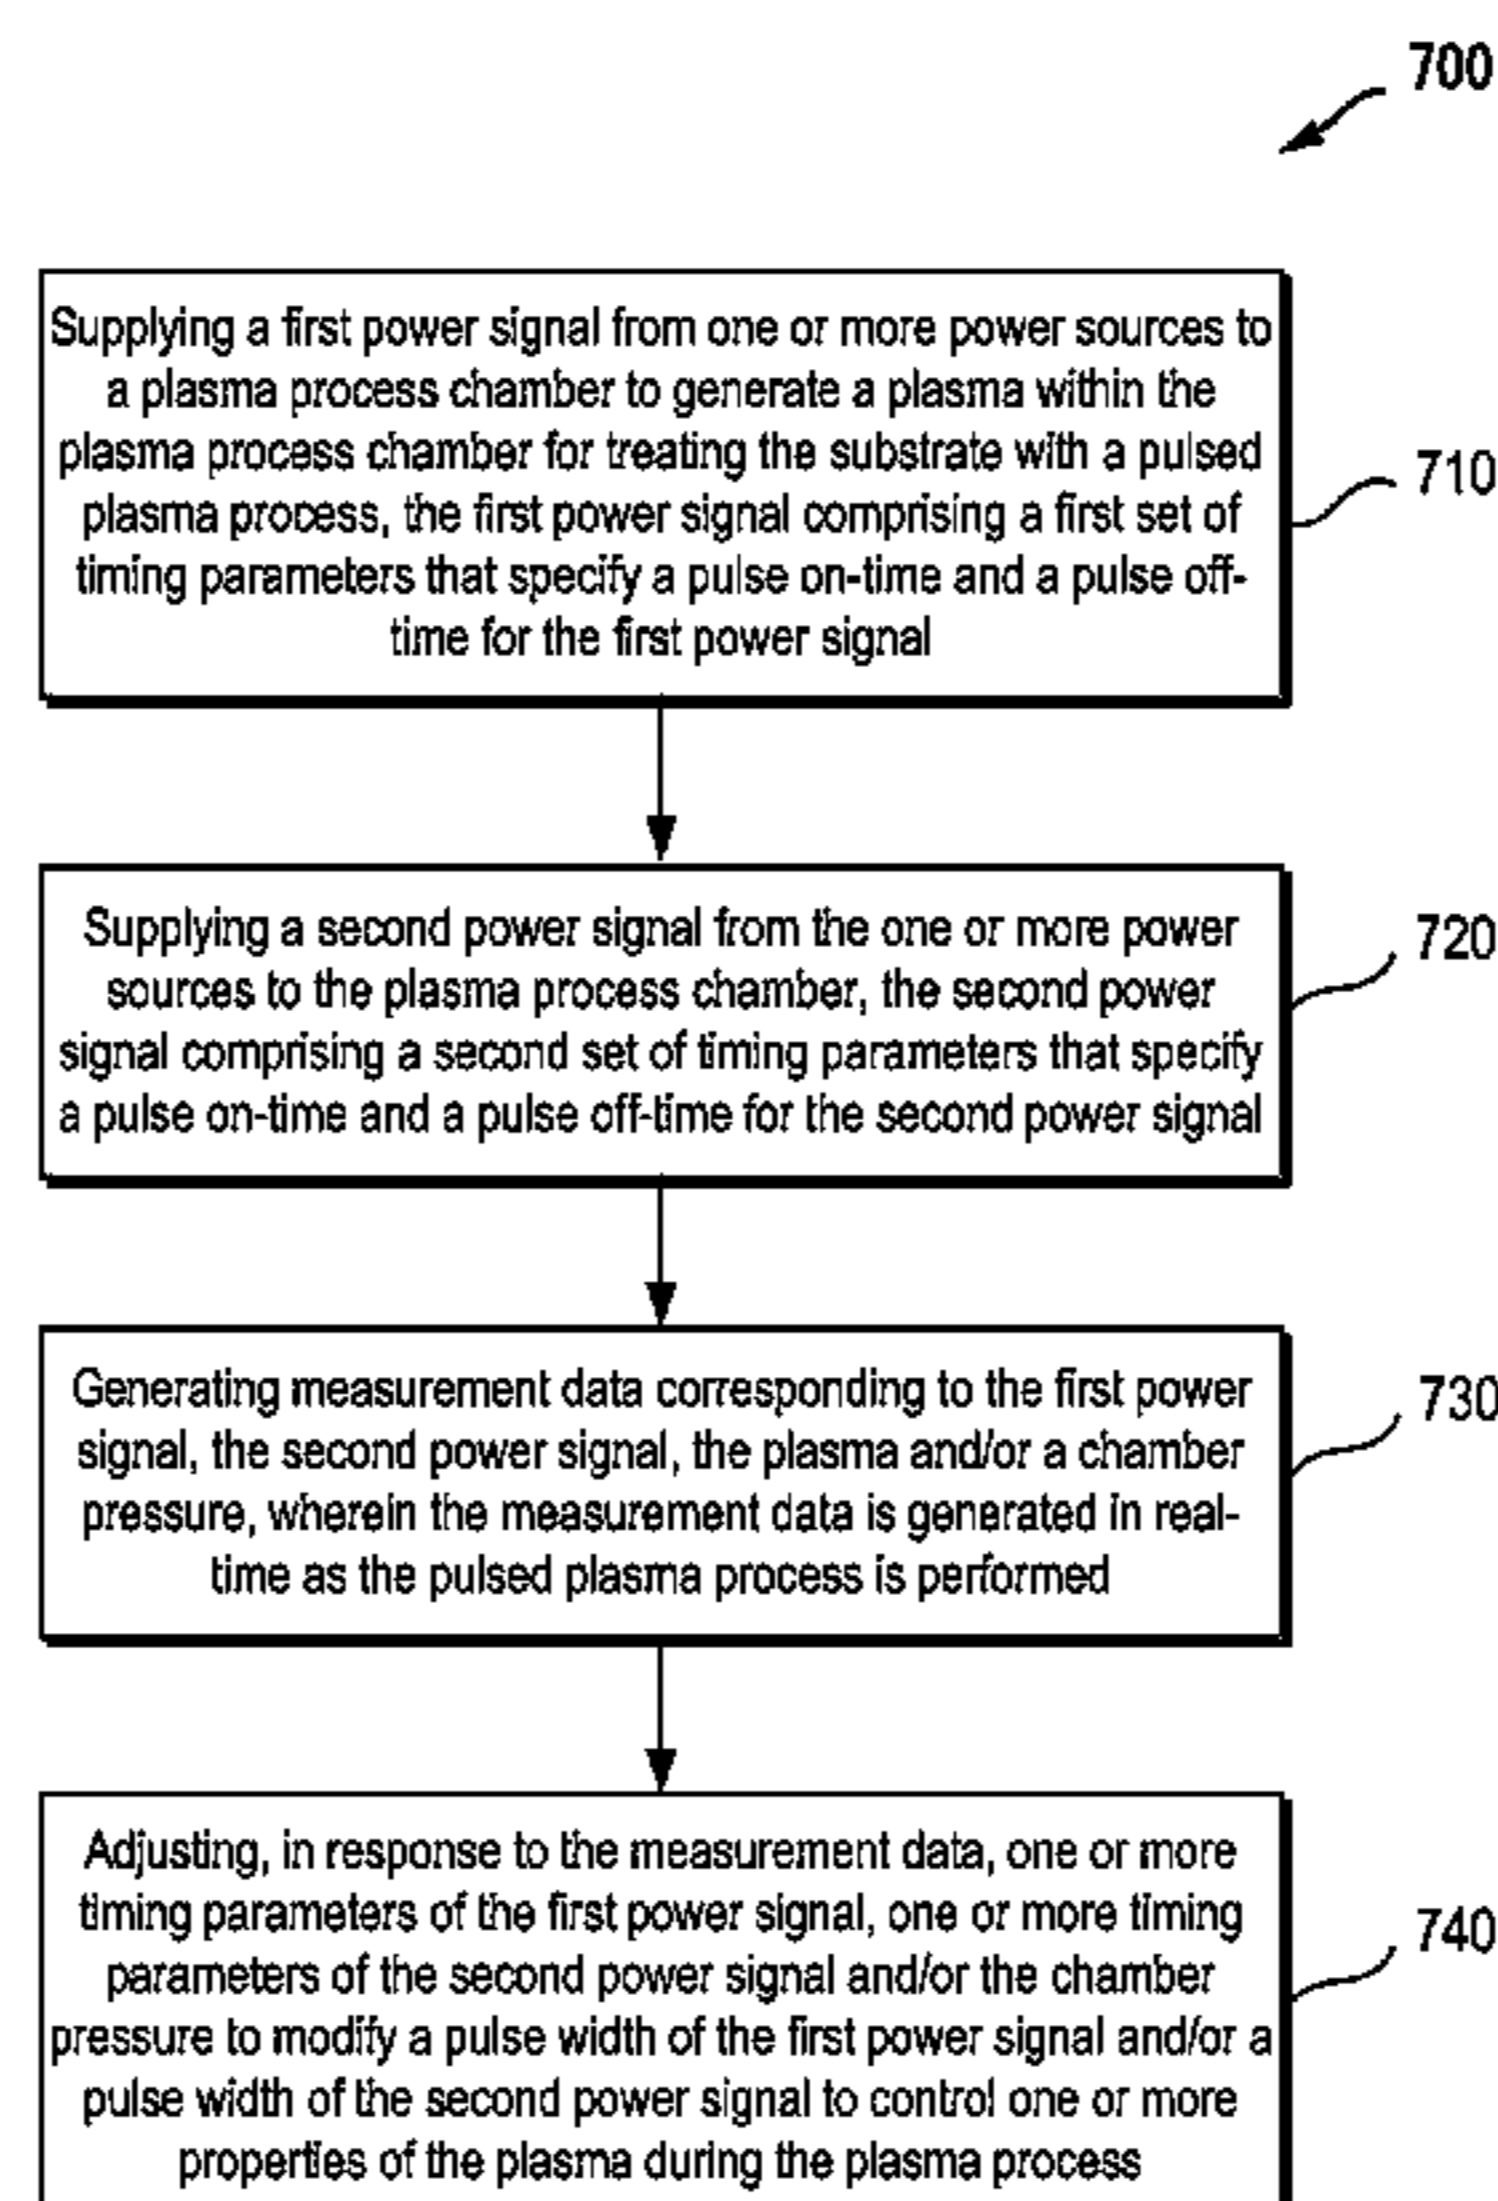 700
Supplying a first power signal from one or more power sources to
a plasma process chamber to generate a plasma within the
plasma process chamber for treating the substrate with a pulsed
plasma process, the first power signal comprising a first set of
timing parameters that specify a pulse on-time and a pulse off-
time for the first power signal
710
Supplying a second power signal from the one or more power
sources to the plasma process chamber, the second power
signal comprising a second set of timing parameters that specify
a pulse on-time and a pulse off-time for the second power signal
720
Generating measurement data corresponding to the first power
signal, the second power signal, the plasma and/or a chamber
pressure, wherein the measurement data is generated in real-
time as the pulsed plasma process is performed
730
Adjusting, in response to the measurement data, one or more
timing parameters of the first power signal, one or more timing
parameters of the second power signal and/or the chamber
pressure to modify a pulse width of the first power signal and/or a
pulse width of the second power signal to control one or more
properties of the plasma during the plasma process
740